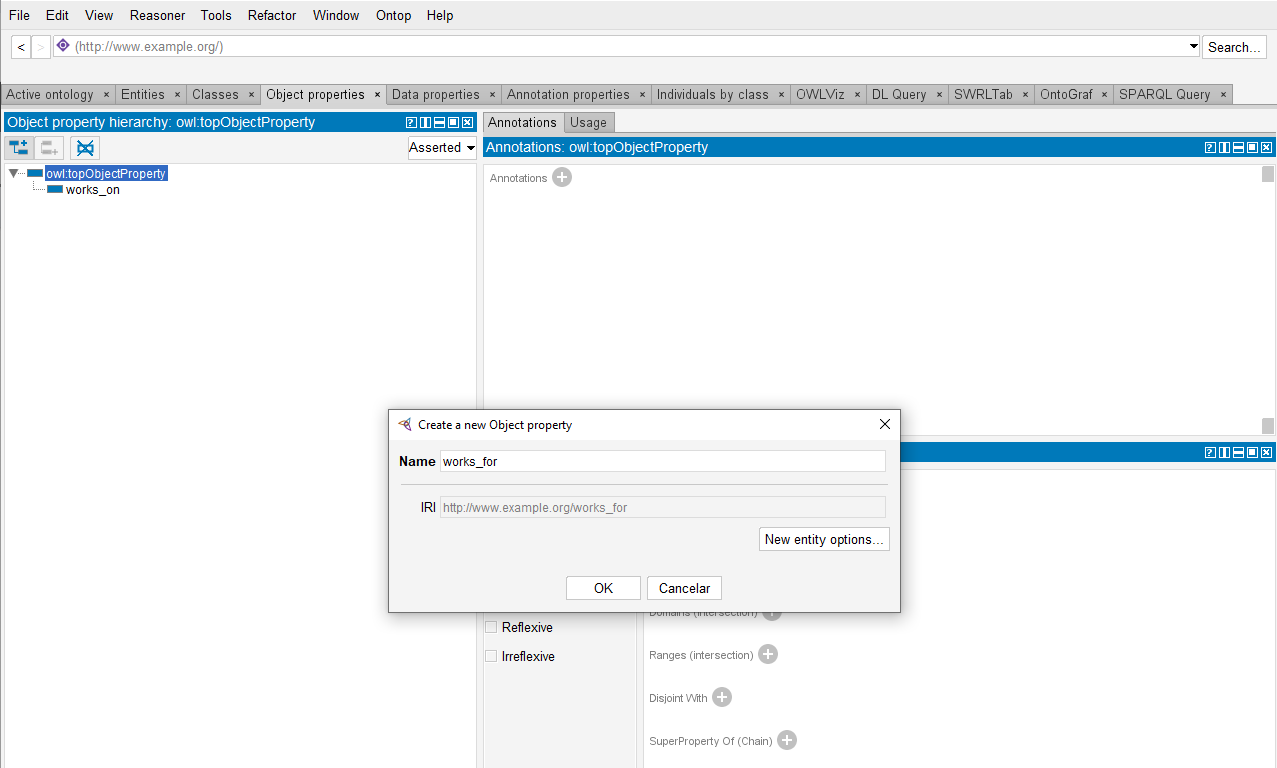 File Edit View Reasoner Tools Refactor Window Ontop Help
< > (http://www.example.org/) Search...
Active ontology × Entities × Classes × Object properties × Data properties × Annotation properties × Individuals by class × OWLViz × DL Query × SWRLTab × OntoGraf × SPARQL Query ×
Object property hierarchy: owl:topObjectProperty
Annotations Usage
Annotations: owl:topObjectProperty
Asserted
Annotations
owl:topObjectProperty
works_on
Create a new Object property
Name works_for
IRI http://www.example.org/works_for
New entity options...
OK Cancelar
Domains (intersection)
Reflexive
Ranges (intersection)
Irreflexive
Disjoint With
SuperProperty Of (Chain)